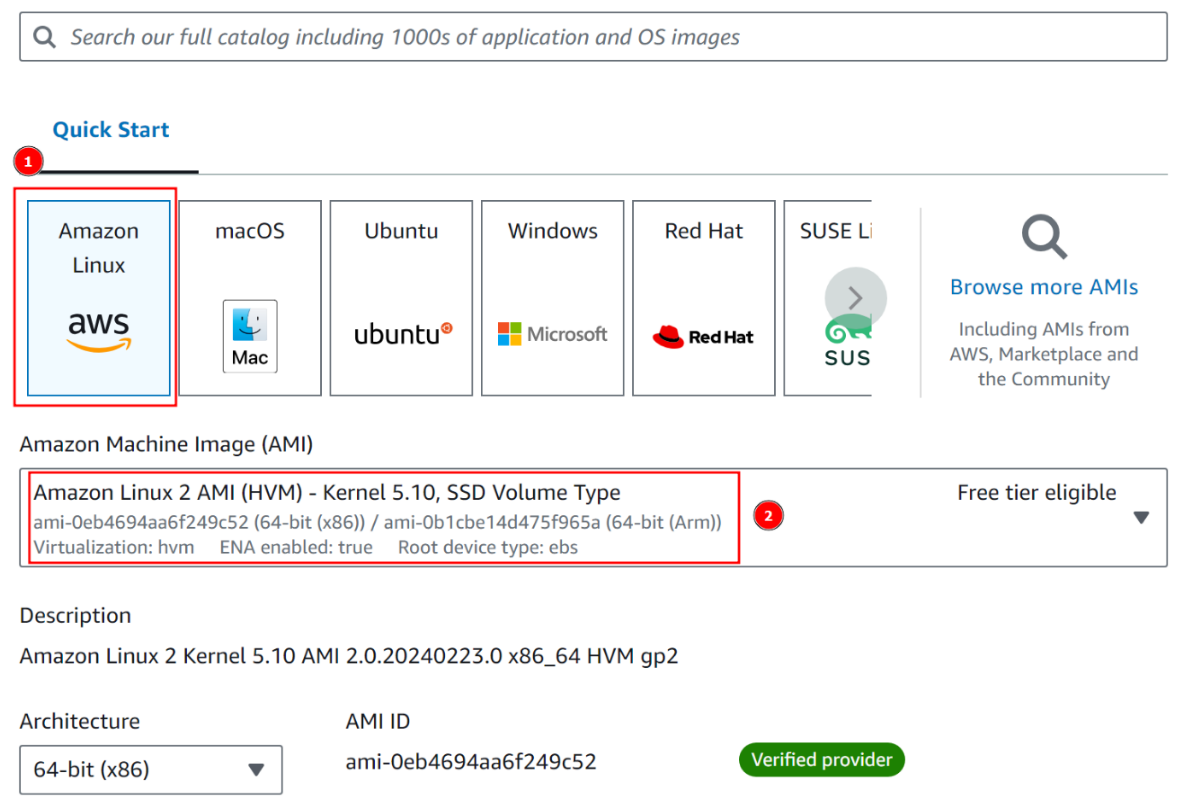 Search our full catalog including 1000s of application and OS images
Quick Start
1
Amazon
Linux
aws
macOS
Mac
Ubuntu
ubuntu
Windows
Microsoft
Red Hat
Red Hat
SUSE Li
SUS
Browse more AMIs
Including AMIs from
AWS, Marketplace and
the Community
Amazon Machine Image (AMI)
Amazon Linux 2 AMI (HVM) - Kernel 5.10, SSD Volume Type
Free tier eligible
ami-0eb4694aa6f249c52 (64-bit (x86)) / ami-0b1cbe14d475f965a (64-bit (Arm))
2
Virtualization: hvm ENA enabled: true Root device type: ebs
Description
Amazon Linux 2 Kernel 5.10 AMI 2.0.20240223.0 x86_64 HVM gp2
Architecture
AMI ID
64-bit (x86)
ami-0eb4694aa6f249c52
Verified provider